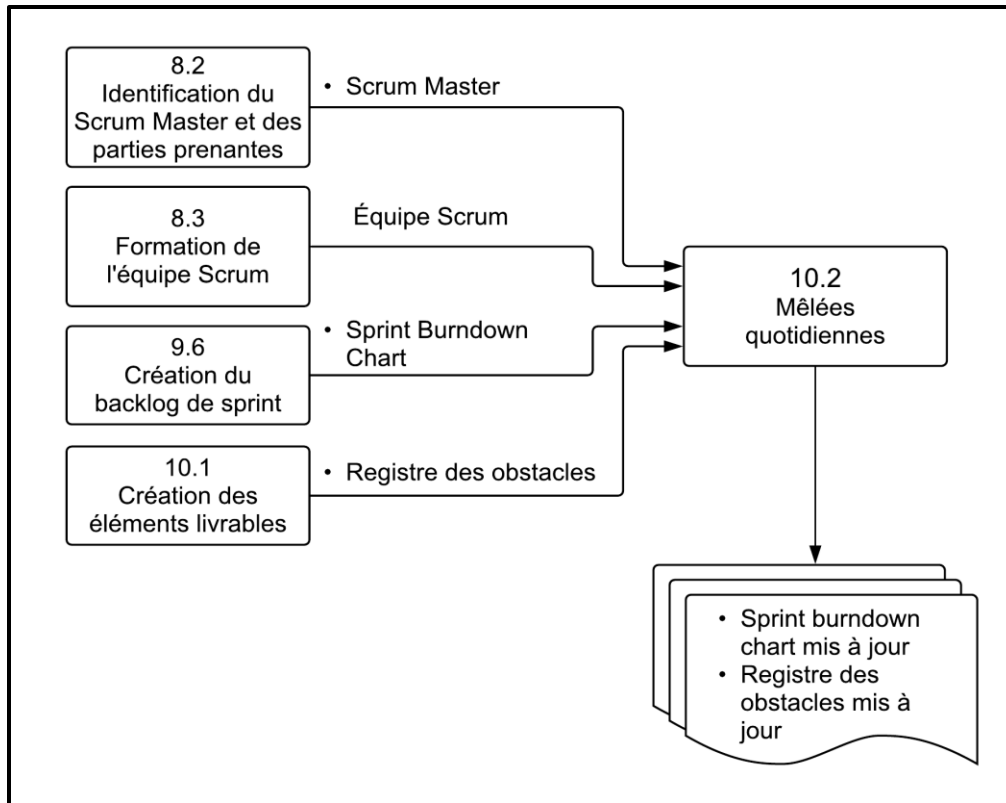 8.2
Identification du
Scrum Master et des
parties prenantes
• Scrum Master
8.3
Formation de
l'équipe Scrum
Équipe Scrum
9.6
Création du
backlog de sprint
• Sprint Burndown
Chart
10.1
Création des
éléments livrables
• Registre des obstacles
10.2
Mêlées
quotidiennes
• Sprint burndown
chart mis à jour
• Registre des
obstacles mis à
jour